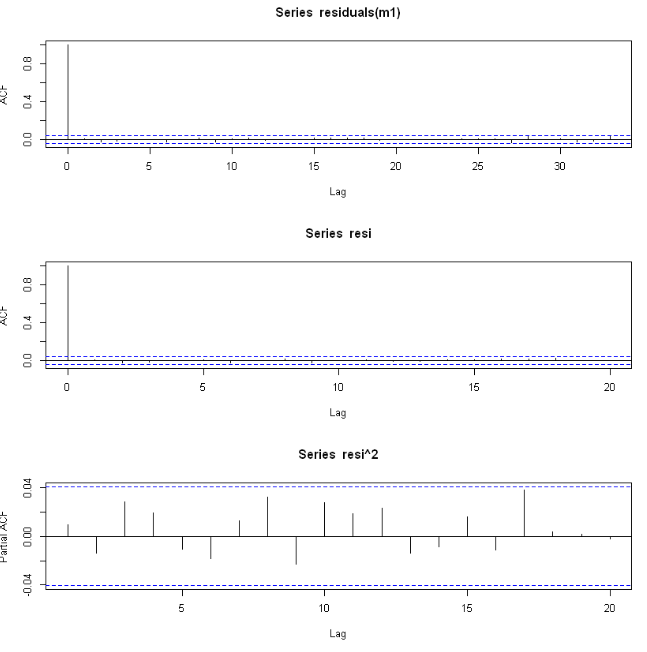 Series residuals(m1)
ACF
0.8
0.4
0.0
0 5 10 15 20 25 30
Lag
Series resi
ACF
0.8
0.4
0.0
0 5 10 15 20
Lag
Series resi^2
Partial ACF
0.04
0.00
-0.04
5 10 15 20
Lag